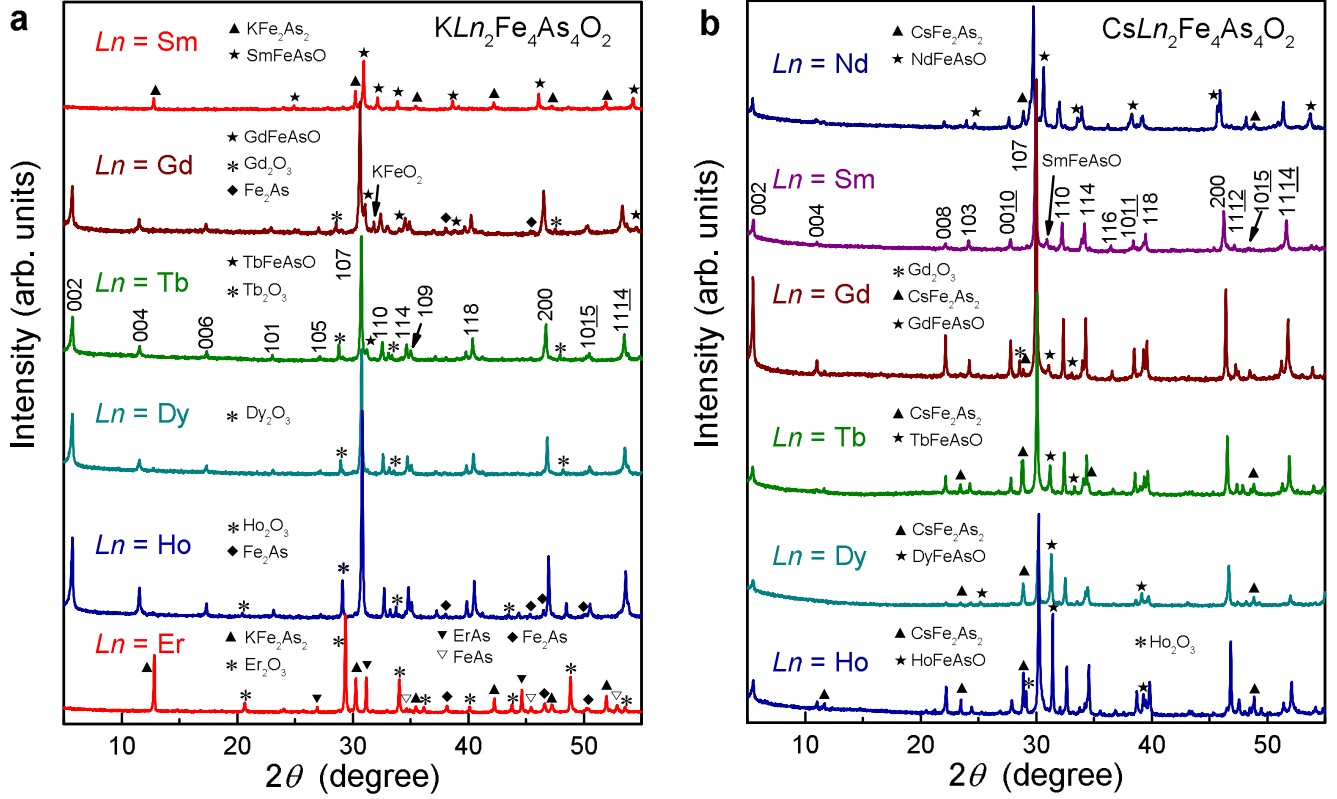 a
KLn₂Fe₄As₄O₂
Ln = Sm
▲ KFe₂As₂
★ SmFeAsO
Ln = Gd
★ GdFeAsO
* Gd₂O₃
◆ Fe₂As
KFeO₂
Ln = Tb
★ TbFeAsO
* Tb₂O₃
002
004
006
101
105
107
110
114
109
118
200
1015
1114
Ln = Dy
* Dy₂O₃
Ln = Ho
* Ho₂O₃
◆ Fe₂As
Ln = Er
▲ KFe₂As₂
* Er₂O₃
▼ ErAs
◆ Fe₂As
▽ FeAs
Intensity (arb. units)
10
20
30
40
50
2θ (degree)
b
CsLn₂Fe₄As₄O₂
Ln = Nd
▲ CsFe₂As₂
★ NdFeAsO
Ln = Sm
SmFeAsO
002
004
008
103
0010
107
110
114
116
1011
118
200
1112
1015
1114
Ln = Gd
* Gd₂O₃
▲ CsFe₂As₂
★ GdFeAsO
Ln = Tb
▲ CsFe₂As₂
★ TbFeAsO
Ln = Dy
▲ CsFe₂As₂
★ DyFeAsO
Ln = Ho
▲ CsFe₂As₂
★ HoFeAsO
* Ho₂O₃
Intensity (arb. units)
10
20
30
40
50
2θ (degree)